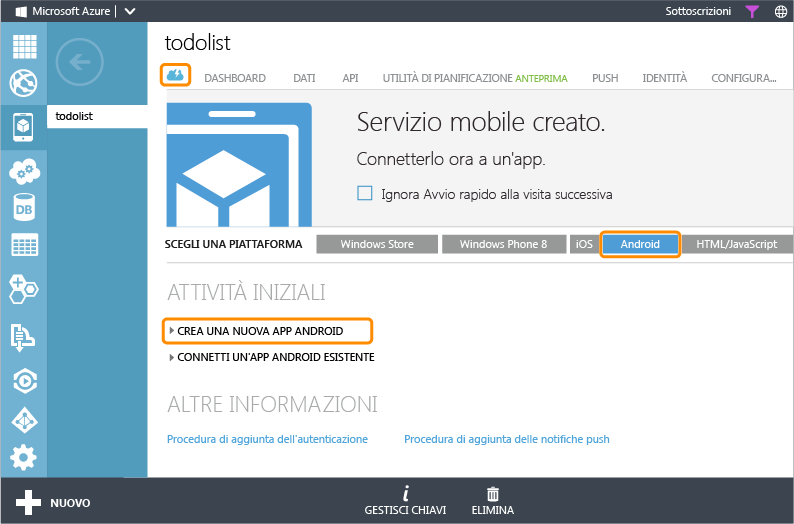 Microsoft Azure Sottoscrizioni
todolist
DASHBOARD DATI API UTILITÀ DI PIANIFICAZIONE ANTEPRIMA PUSH IDENTITÀ CONFIGURA...
todolist
Servizio mobile creato.
Connetterlo ora a un'app.
Ignora Avvio rapido alla visita successiva
DB
SCEGLI UNA PIATTAFORMA Windows Store Windows Phone 8 iOS Android HTML/JavaScript
ATTIVITÀ INIZIALI
CREA UNA NUOVA APP ANDROID
CONNETTI UN'APP ANDROID ESISTENTE
ALTRE INFORMAZIONI
Procedura di aggiunta dell'autenticazione Procedura di aggiunta delle notifiche push
NUOVO GESTISCI CHIAVI ELIMINA